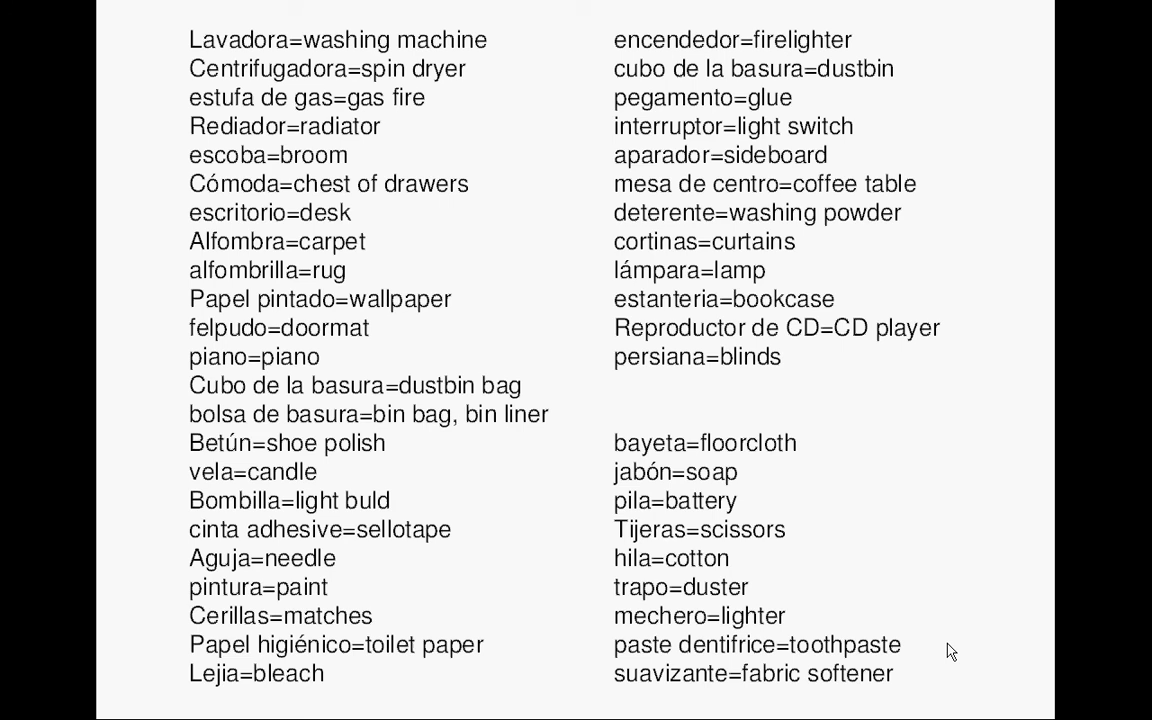 Lavadora=washing machine
Centrifugadora=spin dryer
estufa de gas=gas fire
Rediador=radiator
escoba=broom
Cómoda=chest of drawers
escritorio=desk
Alfombra=carpet
alfombrilla=rug
Papel pintado=wallpaper
felpudo=doormat
piano=piano
Cubo de la basura=dustbin bag
bolsa de basura=bin bag, bin liner
Betún=shoe polish
vela=candle
Bombilla=light buld
cinta adhesive=sellotape
Aguja=needle
pintura=paint
Cerillas=matches
Papel higiénico=toilet paper
Lejia=bleach
encendedor=firelighter
cubo de la basura=dustbin
pegamento=glue
interruptor=light switch
aparador=sideboard
mesa de centro=coffee table
deterente=washing powder
cortinas=curtains
lámpara=lamp
estanteria=bookcase
Reproductor de CD=CD player
persiana=blinds
bayeta=floorcloth
jabón=soap
pila=battery
Tijeras=scissors
hila=cotton
trapo=duster
mechero=lighter
paste dentifrice=toothpaste
suavizante=fabric softener